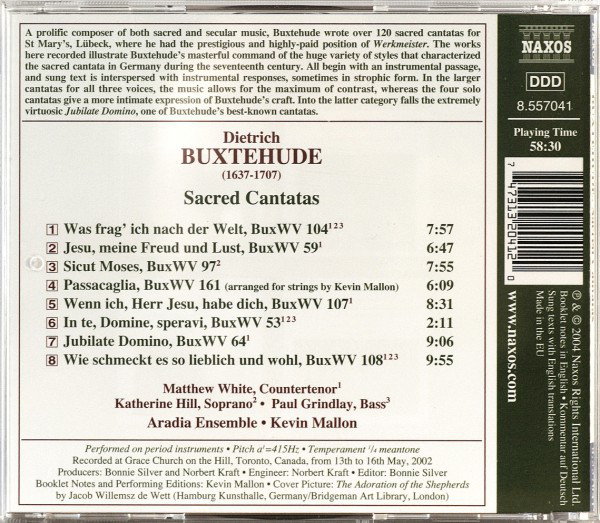 A prolific composer of both sacred and secular music, Buxtehude wrote over 120 sacred cantatas for
St Mary's, Lübeck, where he had the prestigious and highly-paid position of Werkmeister. The works
here recorded illustrate Buxtehude's masterful command of the huge variety of styles that characterized
the sacred cantata in Germany during the seventeenth century. All begin with an instrumental passage,
and sung text is interspersed with instrumental responses, sometimes in strophic form. In the larger
cantatas for all three voices, the music allows for the maximum of contrast, whereas the four solo
cantatas give a more intimate expression of Buxtehude's craft. Into the latter category falls the extremely
virtuosic Jubilate Domino, one of Buxtehude's best-known cantatas.
Dietrich
BUXTEHUDE
(1637-1707)
Sacred Cantatas
1 Was frag' ich nach der Welt, BuxWV 104¹²³ 7:57
2 Jesu, meine Freud und Lust, BuxWV 59¹ 6:47
3 Sicut Moses, BuxWV 97² 7:55
4 Passacaglia, BuxWV 161 (arranged for strings by Kevin Mallon) 6:09
5 Wenn ich, Herr Jesu, habe dich, BuxWV 107¹ 8:31
6 In te, Domine, speravi, BuxWV 53¹²³ 2:11
7 Jubilate Domino, BuxWV 64¹ 9:06
8 Wie schmeckt es so lieblich und wohl, BuxWV 108¹²³ 9:55
Matthew White, Countertenor¹
Katherine Hill, Soprano² • Paul Grindlay, Bass³
Aradia Ensemble • Kevin Mallon
Performed on period instruments • Pitch a¹=415Hz • Temperament ¼ meantone
Recorded at Grace Church on the Hill, Toronto, Canada, from 13th to 16th May, 2002
Producers: Bonnie Silver and Norbert Kraft • Engineer: Norbert Kraft • Editor: Bonnie Silver
Booklet Notes and Performing Editions: Kevin Mallon • Cover Picture: The Adoration of the Shepherds
by Jacob Willemsz de Wett (Hamburg Kunsthalle, Germany/Bridgeman Art Library, London)
NAXOS
DDD
8.557041
Playing Time
58:30
7 47313 20412 0
www.naxos.com
℗ & © 2004 Naxos Rights International Ltd.
Booklet notes in English • Kommentar auf Deutsch
Sung texts with English translations
Made in the EU